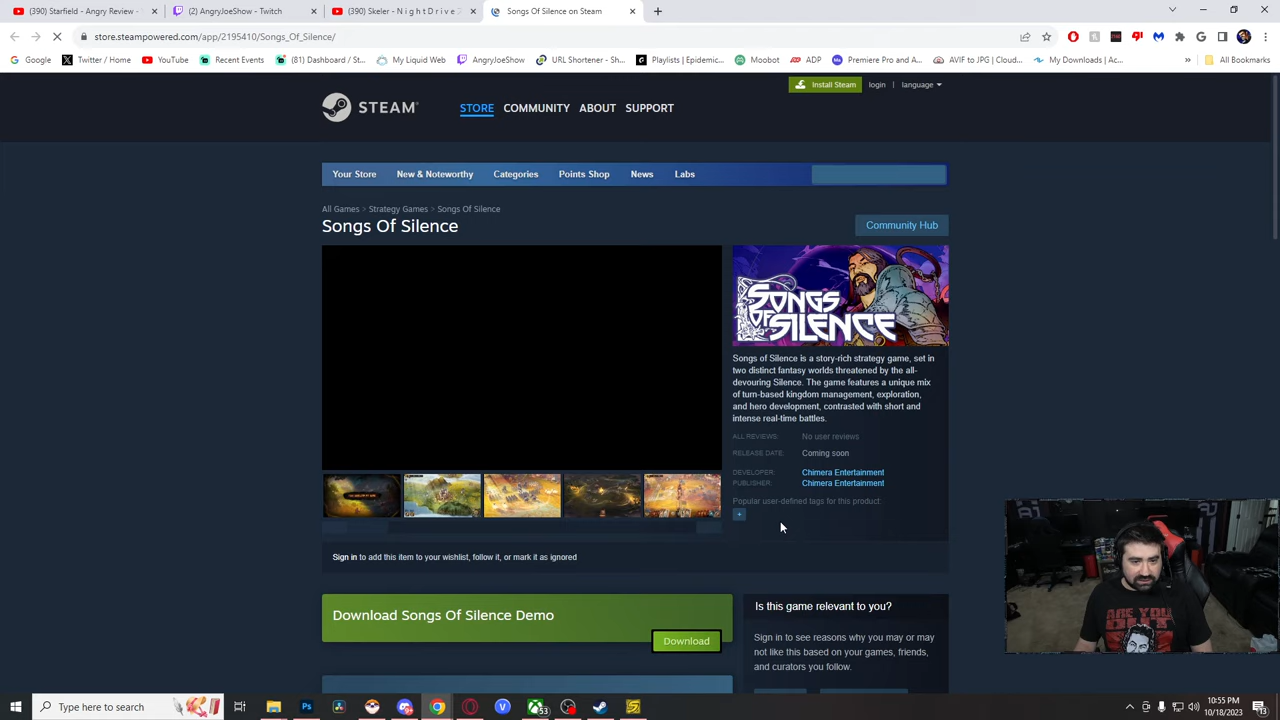 (390) Starfield - Angry Review -
(2) AngryJoeShow - Twitch
(390) Skeler - N i g h t D r i v e
Songs Of Silence on Steam
store.steampowered.com/app/2195410/Songs_Of_Silence/
Google
Twitter / Home
YouTube
Recent Events
(81) Dashboard / St...
My Liquid Web
AngryJoeShow
URL Shortener - Sh...
Playlists | Epidemic...
Moobot
ADP
Premiere Pro and A...
AVIF to JPG | Cloud...
My Downloads | Ac...
»
All Bookmarks
Install Steam
login | language
STEAM
STORE COMMUNITY ABOUT SUPPORT
Your Store New & Noteworthy Categories Points Shop News Labs
All Games > Strategy Games > Songs Of Silence
Songs Of Silence
Community Hub
SONGS
OF
SILENCE
Songs of Silence is a story-rich strategy game, set in
two distinct fantasy worlds threatened by the all-
devouring Silence. The game features a unique mix
of turn-based kingdom management, exploration,
and hero development, contrasted with short and
intense real-time battles.
ALL REVIEWS: No user reviews
RELEASE DATE: Coming soon
DEVELOPER: Chimera Entertainment
PUBLISHER: Chimera Entertainment
Popular user-defined tags for this product:
+
Sign in to add this item to your wishlist, follow it, or mark it as ignored
Download Songs Of Silence Demo
Download
Is this game relevant to you?
Sign in to see reasons why you may or may
not like this based on your games, friends,
and curators you follow.
ARE YOU
Type here to search
53
10:55 PM
10/18/2023